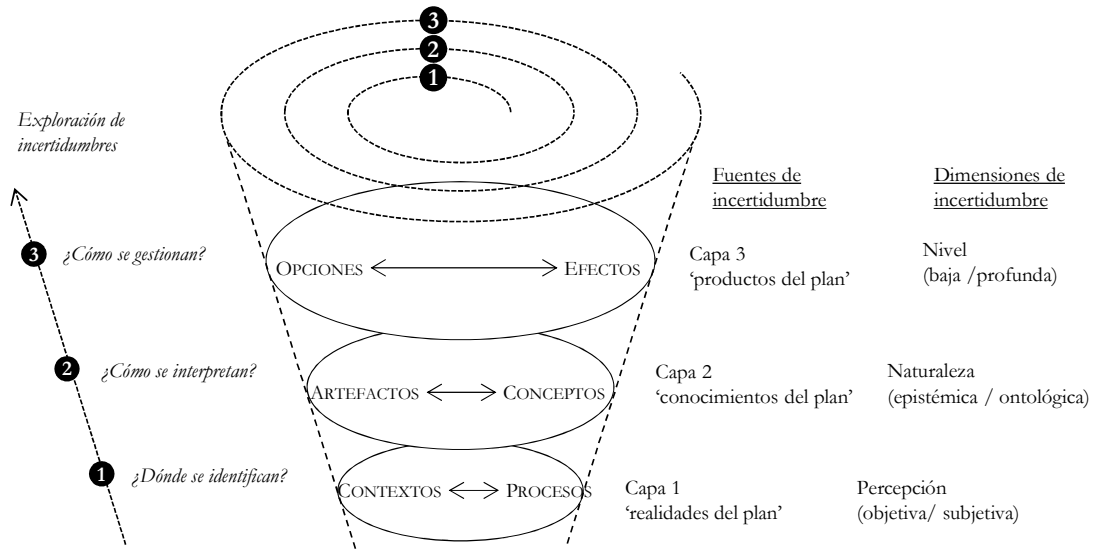 3
2
1
Exploración de
incertidumbres
Fuentes de
incertidumbre
Dimensiones de
incertidumbre
3 ¿Cómo se gestionan?
OPCIONES
EFECTOS
Capa 3
‘productos del plan’
Nivel
(baja /profunda)
2 ¿Cómo se interpretan?
ARTEFACTOS
CONCEPTOS
Capa 2
‘conocimientos del plan’
Naturaleza
(epistémica / ontológica)
1 ¿Dónde se identifican?
CONTEXTOS
PROCESOS
Capa 1
‘realidades del plan’
Percepción
(objetiva/ subjetiva)